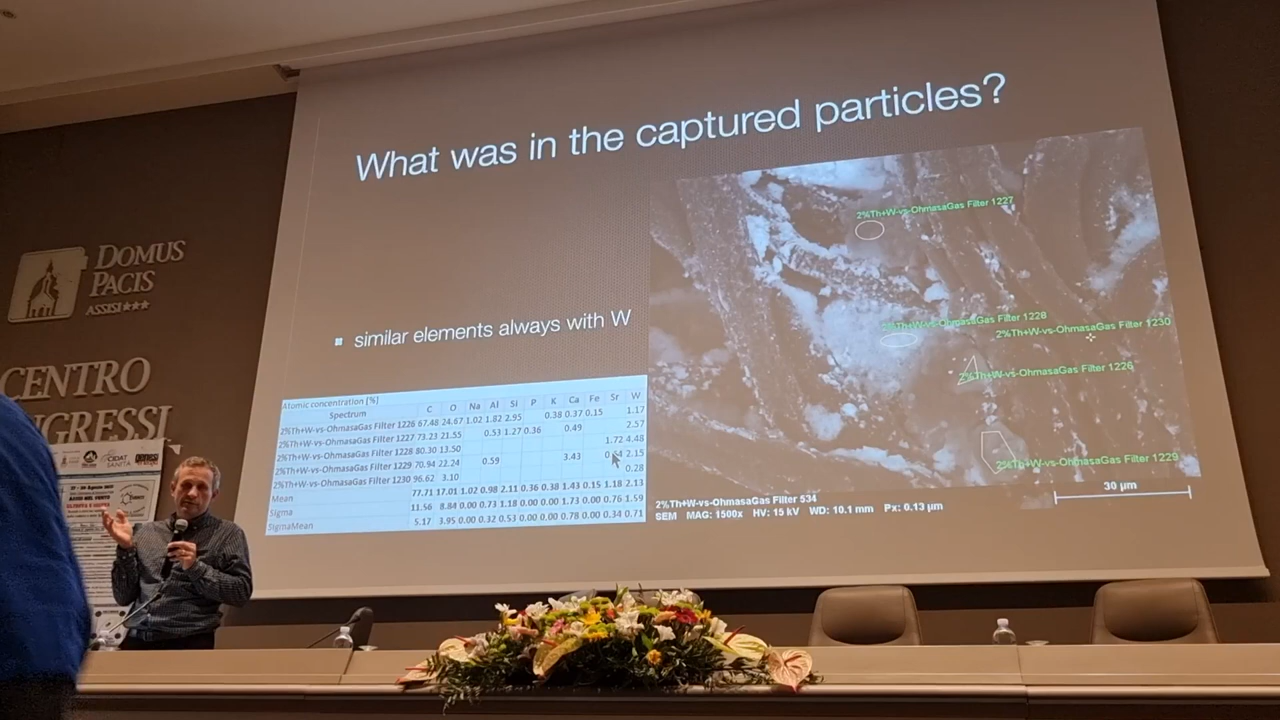 What was in the captured particles?
DOMUS
PACIS
ASSISI★★★
CENTRO
NGRESSI
▪ similar elements always with W
2%Th+W-vs-OhmasaGas Filter 1227
2%Th+W-vs-OhmasaGas Filter 1228
2%Th+W-vs-OhmasaGas Filter 1230
2%Th+W-vs-OhmasaGas Filter 1226
2%Th+W-vs-OhmasaGas Filter 1229
30 µm
2%Th+W-vs-OhmasaGas Filter 534
SEM MAG: 1500x HV: 15 kV WD: 10.1 mm Px: 0.13 µm
Atomic concentration [%]
Spectrum C O Na Al Si P K Ca Fe Sr W
2%Th+W-vs-OhmasaGas Filter 1226 67.48 24.67 1.02 1.82 2.95 0.38 0.37 0.15 1.17
2%Th+W-vs-OhmasaGas Filter 1227 73.23 21.55 0.53 1.27 0.36 0.49 2.57
2%Th+W-vs-OhmasaGas Filter 1228 80.30 13.50 1.72 4.48
2%Th+W-vs-OhmasaGas Filter 1229 70.94 22.24 0.59 3.43 2.15
2%Th+W-vs-OhmasaGas Filter 1230 96.62 3.10 0.28
Mean 77.71 17.01 1.02 0.98 2.11 0.36 0.38 1.43 0.15 1.18 2.13
Sigma 11.56 8.84 0.00 0.73 1.18 0.00 0.00 1.73 0.00 0.76 1.59
SigmaMean 5.17 3.95 0.00 0.32 0.53 0.00 0.00 0.78 0.00 0.34 0.71
CIDAT
SANITÀ